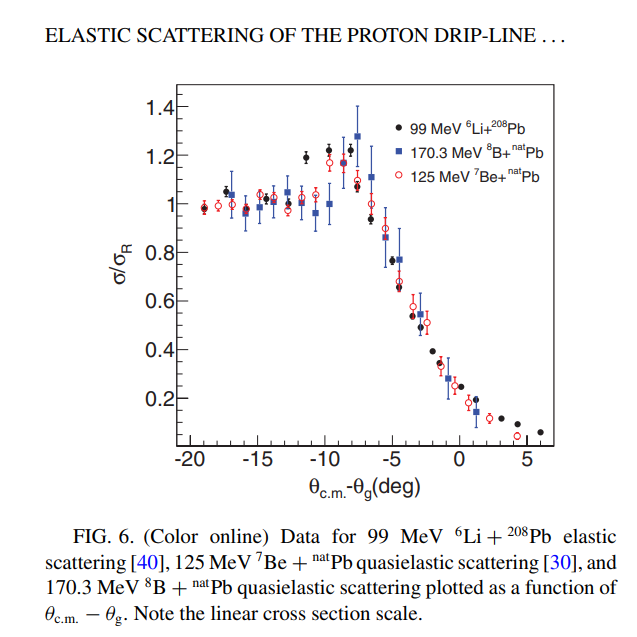 ELASTIC SCATTERING OF THE PROTON DRIP-LINE . . .
1.4
1.2
1
0.8
0.6
0.4
0.2
σ/σR
99 MeV ⁶Li+²⁰⁸Pb
170.3 MeV ⁸B+ⁿᵃᵗPb
125 MeV ⁷Be+ⁿᵃᵗPb
-20 -15 -10 -5 0 5
θc.m.-θg(deg)
FIG. 6. (Color online) Data for 99 MeV ⁶Li + ²⁰⁸Pb elastic
scattering [40], 125 MeV ⁷Be + ⁿᵃᵗPb quasielastic scattering [30], and
170.3 MeV ⁸B + ⁿᵃᵗPb quasielastic scattering plotted as a function of
θc.m. − θg. Note the linear cross section scale.